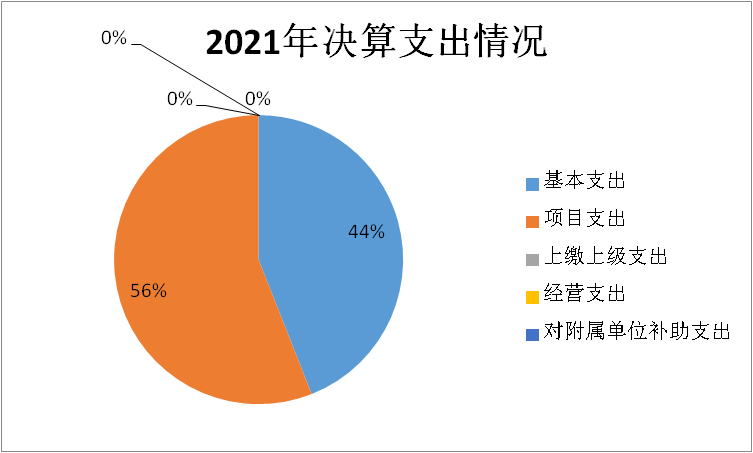 2021年决算支出情况
0%
0%
0%
44%
56%
基本支出
项目支出
上缴上级支出
经营支出
对附属单位补助支出